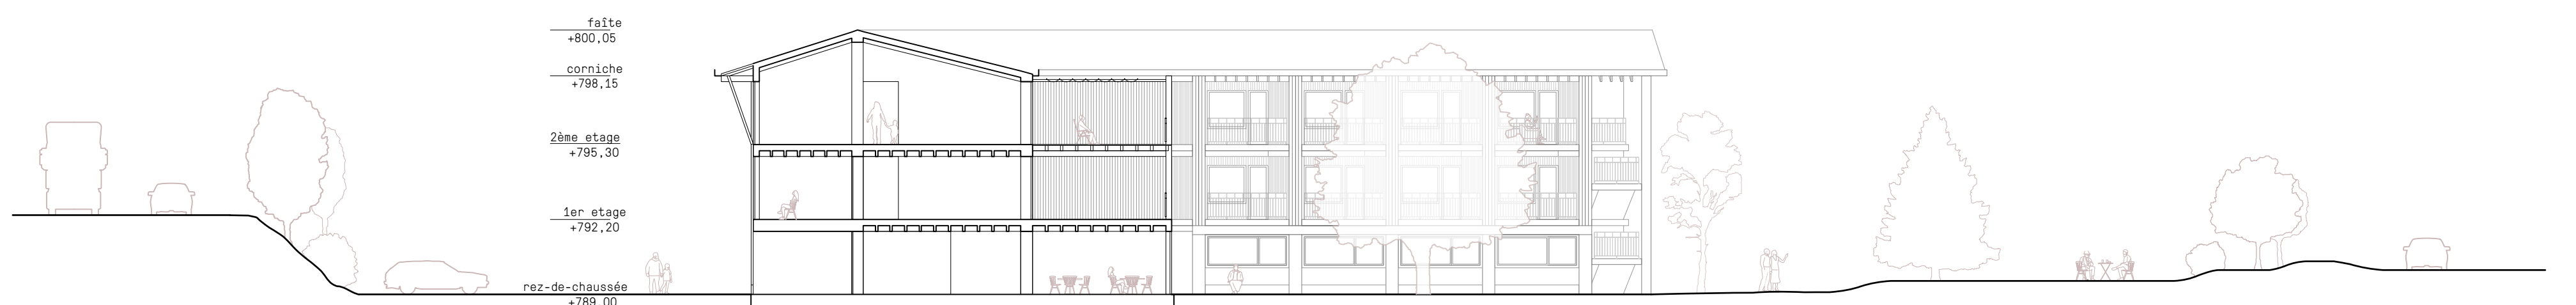 faîte
+800,05
corniche
+798,15
2ème etage
+795,30
1er etage
+792,20
rez-de-chaussée
+789,00